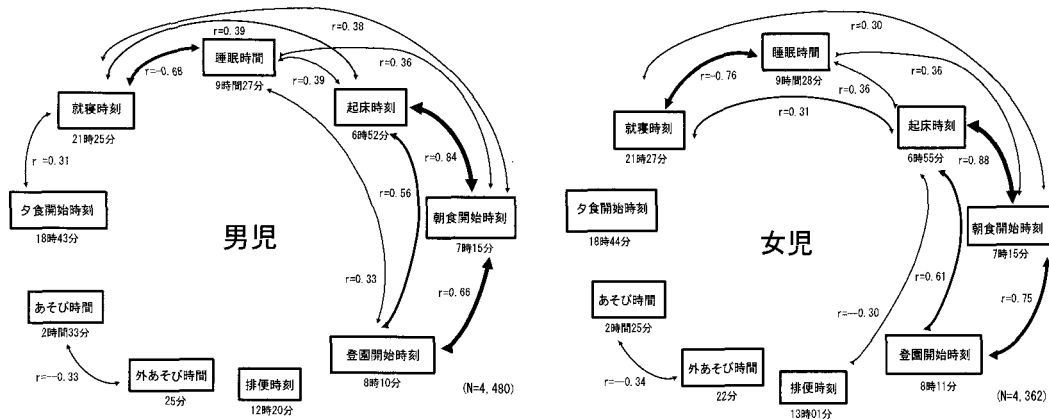 男児
r=0.39
r=0.38
睡眠時間
9時間27分
r=-0.68
r=0.39
r=0.36
就寝時刻
21時25分
起床時刻
6時52分
r=0.31
r=0.84
r=0.56
夕食開始時刻
18時43分
朝食開始時刻
7時15分
r=0.33
r=0.66
あそび時間
2時間33分
r=-0.33
外あそび時間
25分
排便時刻
12時20分
登園開始時刻
8時10分
(N=4,480)
女児
r=0.30
睡眠時間
9時間28分
r=-0.76
r=0.36
r=0.36
就寝時刻
21時27分
r=0.31
起床時刻
6時55分
r=0.88
夕食開始時刻
18時44分
朝食開始時刻
7時15分
r=0.61
r=0.75
r=-0.30
あそび時間
2時間25分
r=-0.34
外あそび時間
22分
排便時刻
13時01分
登園開始時刻
8時11分
(N=4,362)